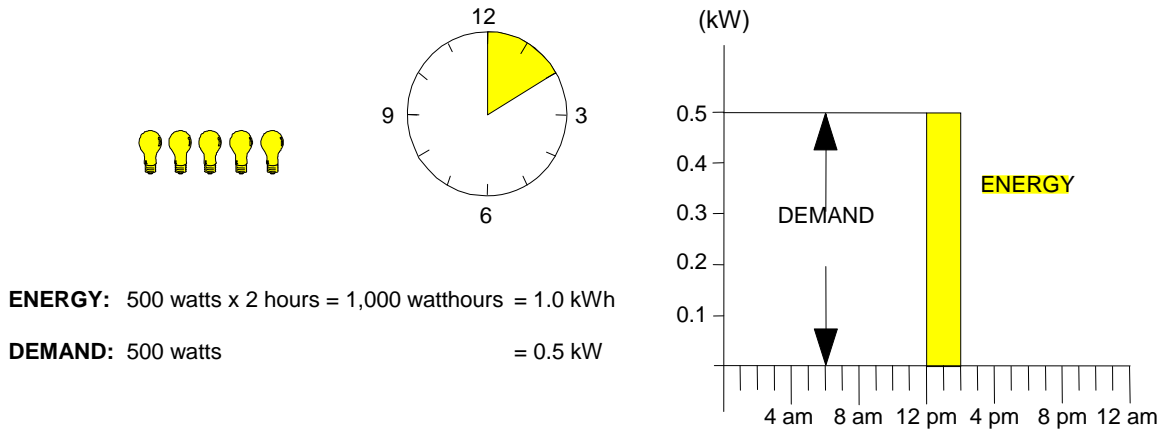 12
9
3
6
ENERGY: 500 watts x 2 hours = 1,000 watthours = 1.0 kWh
DEMAND: 500 watts = 0.5 kW
(kW)
0.5
0.4
0.3
0.2
0.1
DEMAND
ENERGY
4 am 8 am 12 pm 4 pm 8 pm 12 am